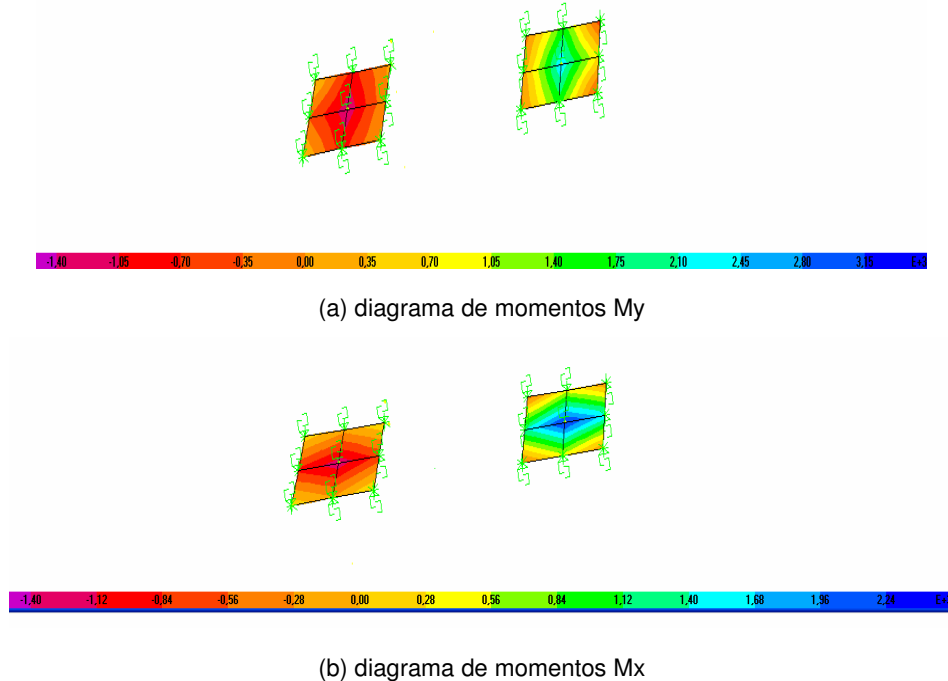 -1,40 -1,05 -0,70 -0,35 0,00 0,35 0,70 1,05 1,40 1,75 2,10 2,45 2,80 3,15
(a) diagrama de momentos My
-1,40 -1,12 -0,84 -0,56 -0,28 0,00 0,28 0,56 0,84 1,12 1,40 1,68 1,96 2,24
(b) diagrama de momentos Mx